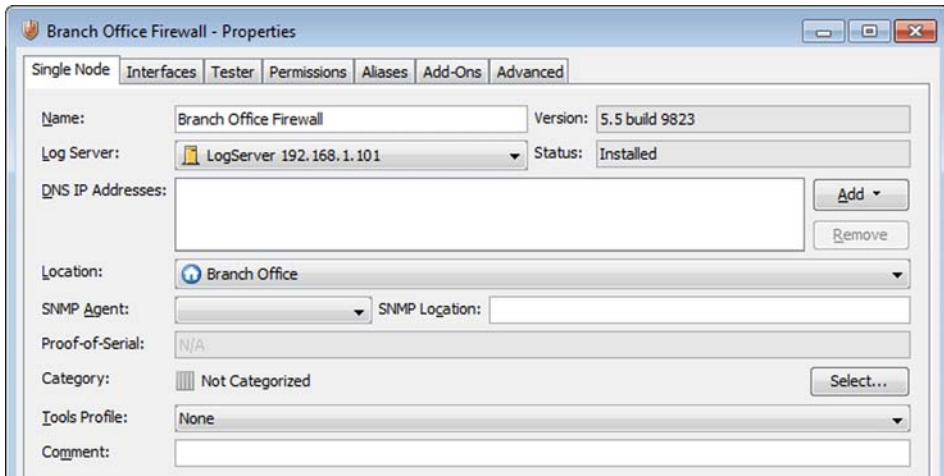 Branch Office Firewall - Properties
Single Node Interfaces Tester Permissions Aliases Add-Ons Advanced
Name: Branch Office Firewall Version: 5.5 build 9823
Log Server: LogServer 192.168.1.101 Status: Installed
DNS IP Addresses: Add
Remove
Location: Branch Office
SNMP Agent: SNMP Location:
Proof-of-Serial: N/A
Category: Not Categorized Select...
Tools Profile: None
Comment: